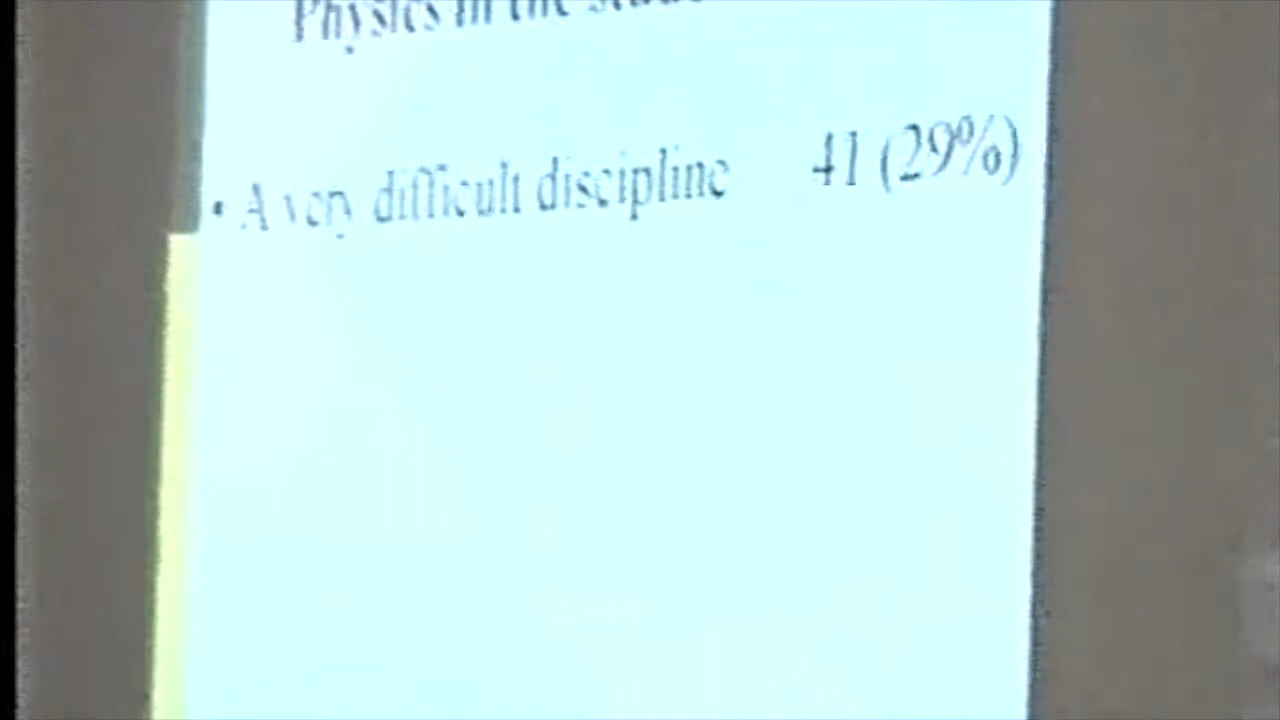 Physics in the
• A very difficult discipline 41 (29%)